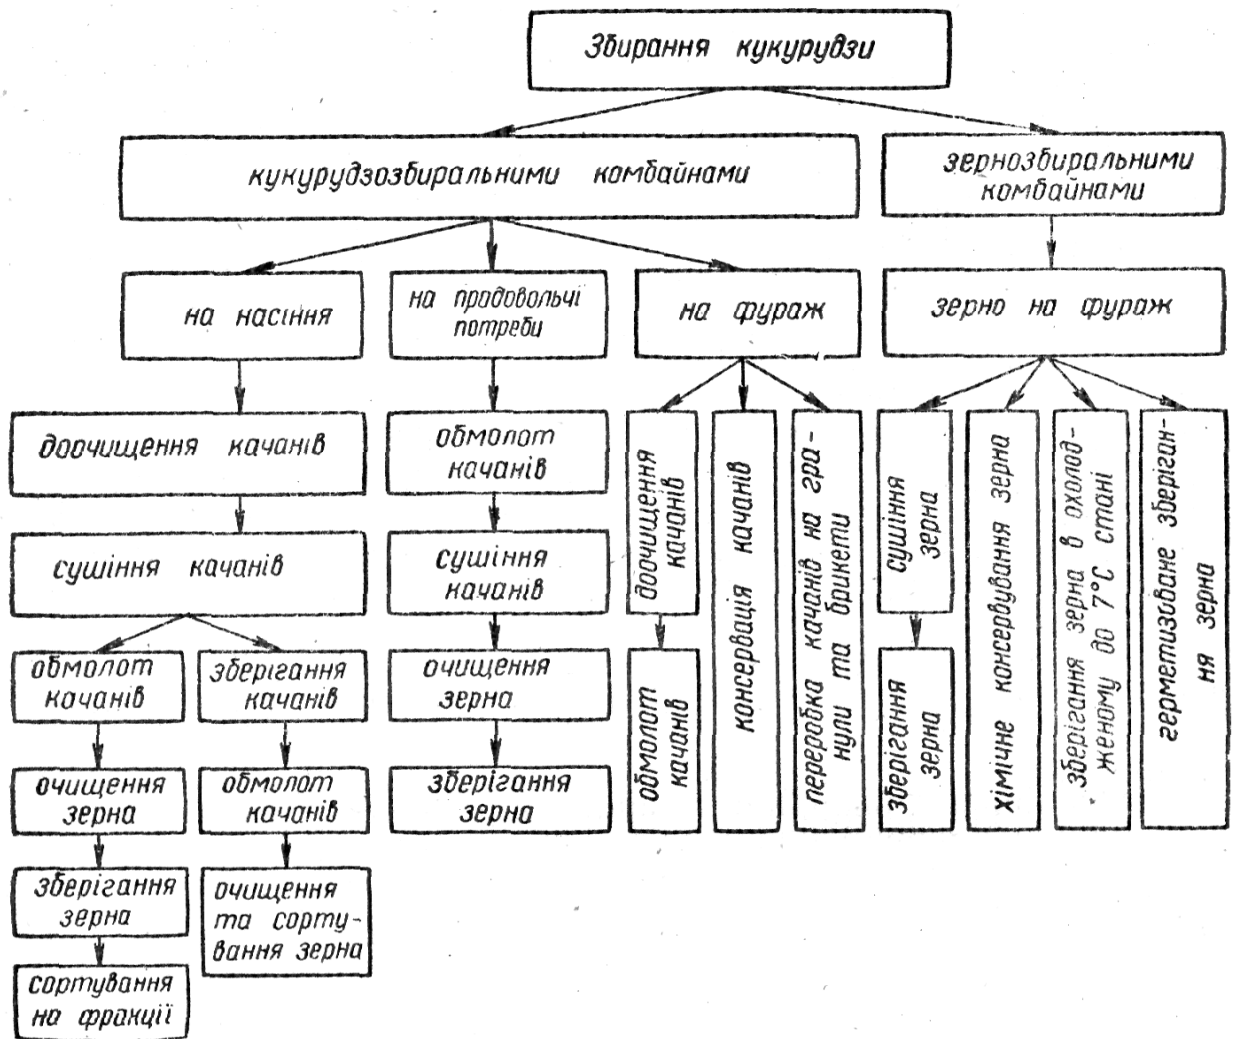 Збирання кукурудзи
кукурудзозбиральними комбайнами
зернозбиральними
комбайнами
на насіння
на продовольчі
потреби
на фураж
зерно на фураж
доочищення качанів
обмолот
качанів
доочищення
качанів
консервація качанів
переробка качанів на гра-
нули та брикети
сушіння
зерна
хімічне консервування зерна
зберігання зерна в охолод-
женому до 7°С стані
герметизоване зберіган-
ня зерна
сушіння качанів
сушіння
качанів
обмолот
качанів
зберігання
качанів
очищення
зерна
обмолот
качанів
зберігання
зерна
очищення
зерна
обмолот
качанів
зберігання
зерна
зберігання
зерна
очищення
та сорту-
вання зерна
сортування
на фракції